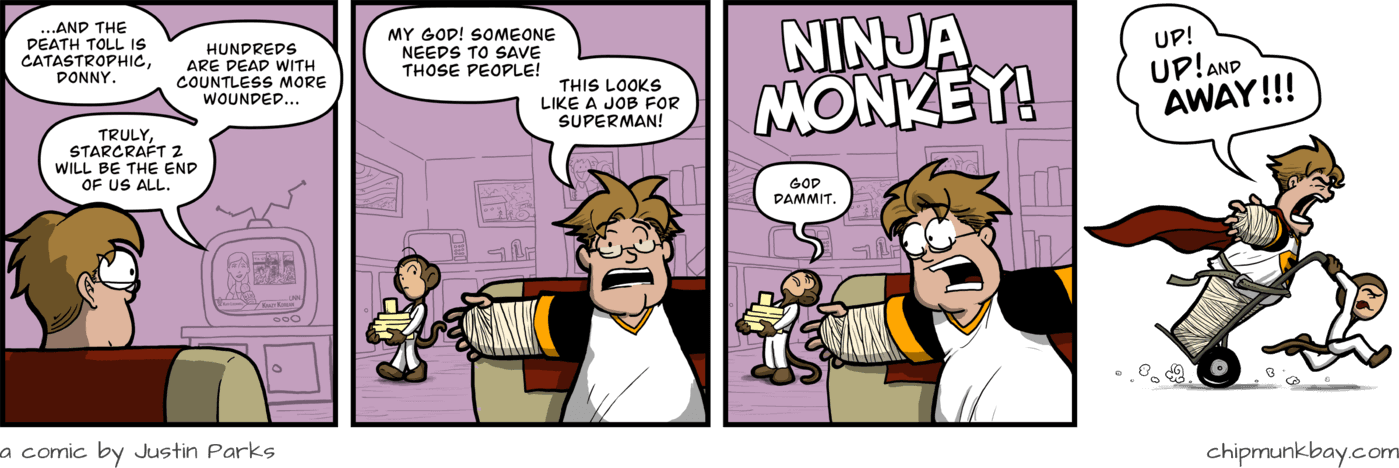 ...AND THE
DEATH TOLL IS
CATASTROPHIC,
DONNY.
HUNDREDS
ARE DEAD WITH
COUNTLESS MORE
WOUNDED...
TRULY,
STARCRAFT 2
WILL BE THE END
OF US ALL.
MY GOD! SOMEONE
NEEDS TO SAVE
THOSE PEOPLE!
THIS LOOKS
LIKE A JOB FOR
SUPERMAN!
NINJA
MONKEY!
GOD
DAMMIT.
UP!
UP! AND
AWAY!!!
a comic by Justin Parks
chipmunkbay.com